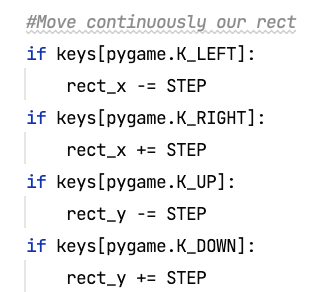 #Move continuously our rect
if keys[pygame.K_LEFT]:
    rect_x -= STEP
if keys[pygame.K_RIGHT]:
    rect_x += STEP
if keys[pygame.K_UP]:
    rect_y -= STEP
if keys[pygame.K_DOWN]:
    rect_y += STEP